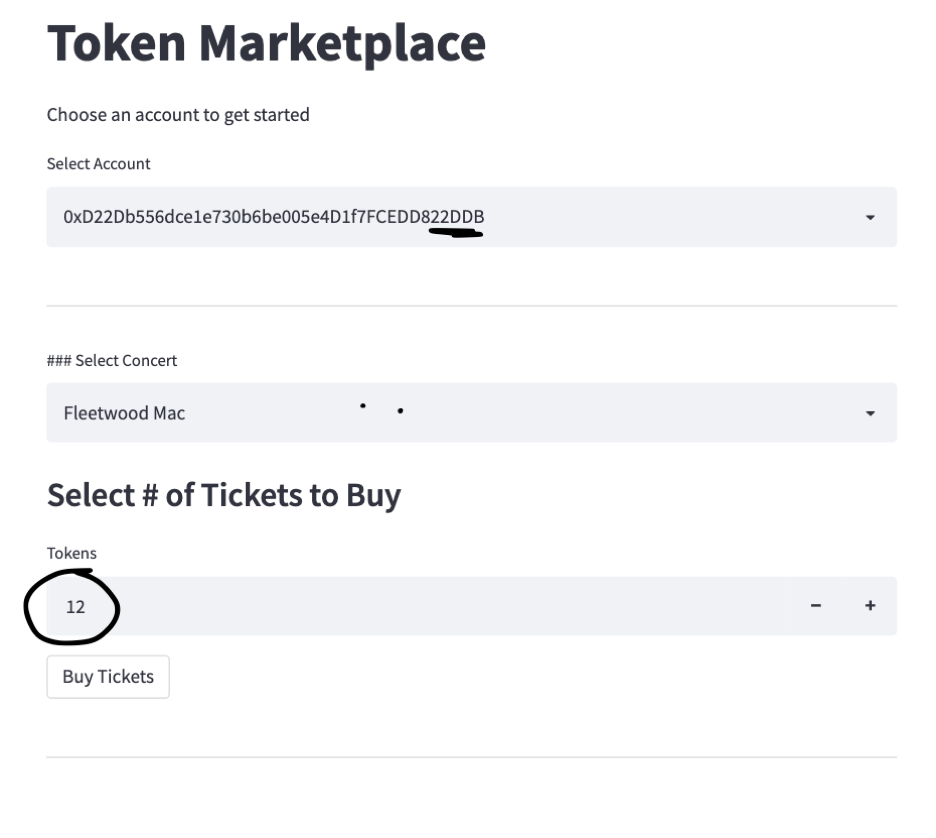 Token Marketplace
Choose an account to get started
Select Account
0xD22Db556dce1e730b6be005e4D1f7FCEDD822DDB
### Select Concert
Fleetwood Mac
Select # of Tickets to Buy
Tokens
12
Buy Tickets